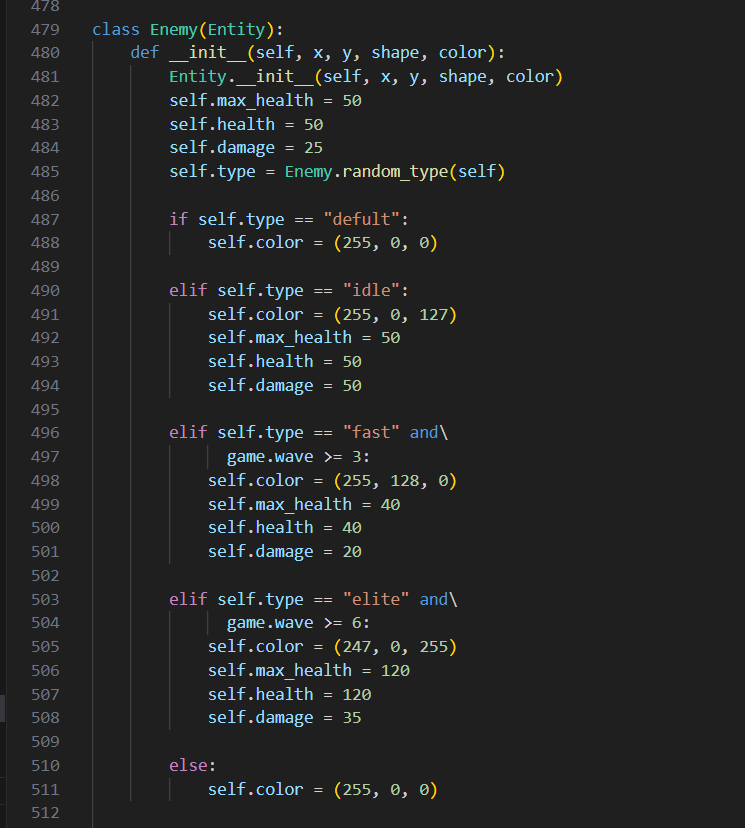 478
479 class Enemy(Entity):
480     def __init__(self, x, y, shape, color):
481         Entity.__init__(self, x, y, shape, color)
482         self.max_health = 50
483         self.health = 50
484         self.damage = 25
485         self.type = Enemy.random_type(self)
486
487         if self.type == "defult":
488             self.color = (255, 0, 0)
489
490         elif self.type == "idle":
491             self.color = (255, 0, 127)
492             self.max_health = 50
493             self.health = 50
494             self.damage = 50
495
496         elif self.type == "fast" and\
497               game.wave >= 3:
498             self.color = (255, 128, 0)
499             self.max_health = 40
500             self.health = 40
501             self.damage = 20
502
503         elif self.type == "elite" and\
504               game.wave >= 6:
505             self.color = (247, 0, 255)
506             self.max_health = 120
507             self.health = 120
508             self.damage = 35
509
510         else:
511             self.color = (255, 0, 0)
512